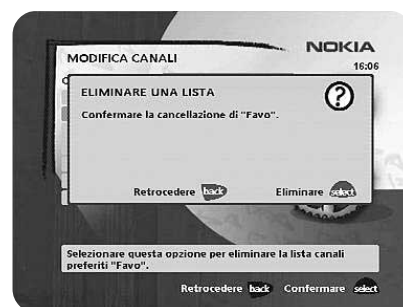 NOKIA
MODIFICA CANALI
16:06
ELIMINARE UNA LISTA
?
Confermare la cancellazione di "Favo".
Retrocedere back Eliminare select
Selezionare questa opzione per eliminare la lista canali
preferiti "Favo".
Retrocedere back Confermare select